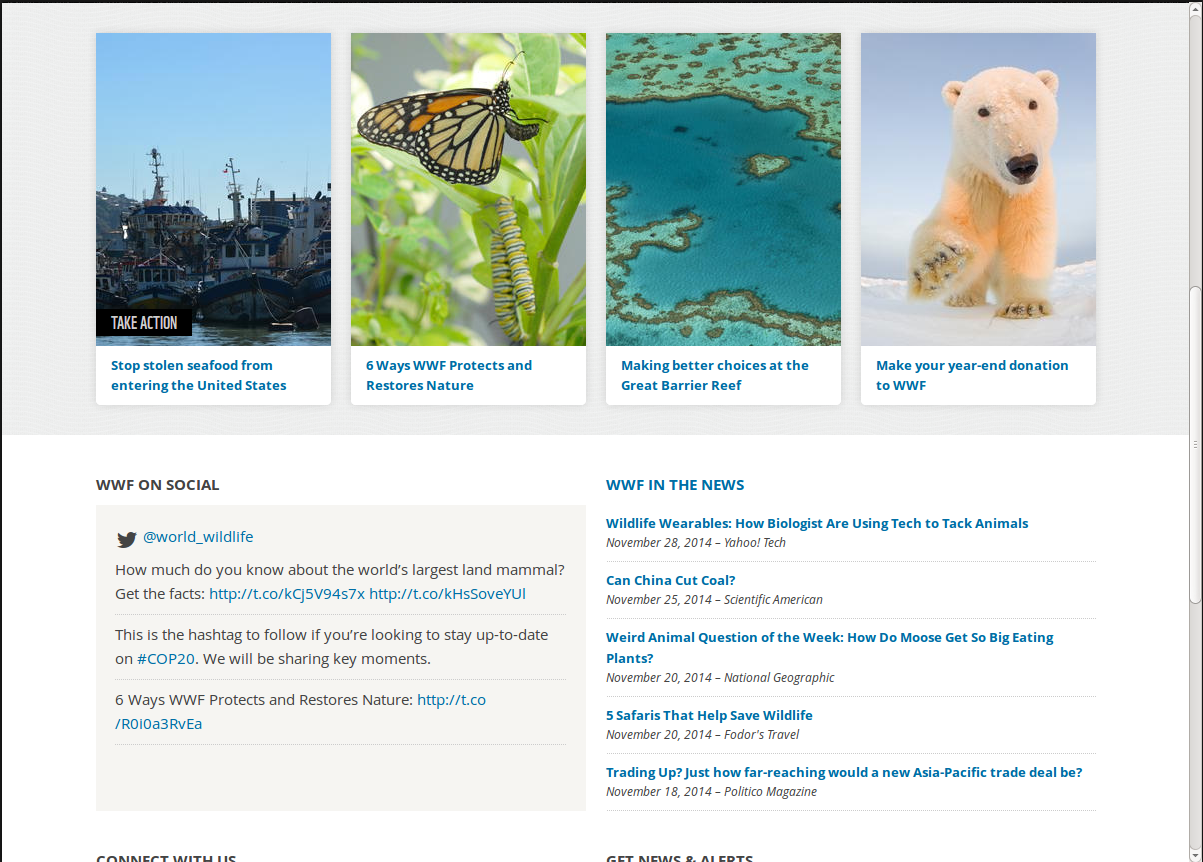 TAKE ACTION
Stop stolen seafood from
entering the United States
6 Ways WWF Protects and
Restores Nature
Making better choices at the
Great Barrier Reef
Make your year-end donation
to WWF
WWF ON SOCIAL
@world_wildlife
How much do you know about the world’s largest land mammal?
Get the facts: http://t.co/kCj5V94s7x http://t.co/kHsSoveYUl
This is the hashtag to follow if you’re looking to stay up-to-date
on #COP20. We will be sharing key moments.
6 Ways WWF Protects and Restores Nature: http://t.co
/R0i0a3RvEa
WWF IN THE NEWS
Wildlife Wearables: How Biologist Are Using Tech to Tack Animals
November 28, 2014 – Yahoo! Tech
Can China Cut Coal?
November 25, 2014 – Scientific American
Weird Animal Question of the Week: How Do Moose Get So Big Eating
Plants?
November 20, 2014 – National Geographic
5 Safaris That Help Save Wildlife
November 20, 2014 – Fodor's Travel
Trading Up? Just how far-reaching would a new Asia-Pacific trade deal be?
November 18, 2014 – Politico Magazine
CONNECT WITH US
GET NEWS & ALERTS